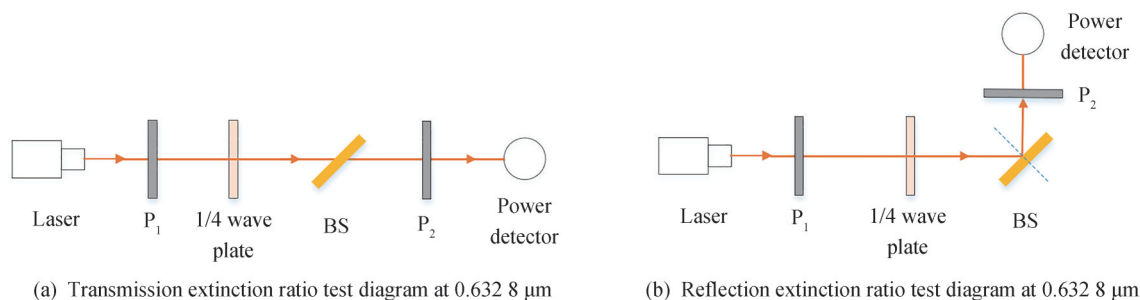 Laser
P1
1/4 wave
plate
BS
P2
Power
detector
(a) Transmission extinction ratio test diagram at 0.632 8 μm
Power
detector
P2
Laser
P1
1/4 wave
plate
BS
(b) Reflection extinction ratio test diagram at 0.632 8 μm